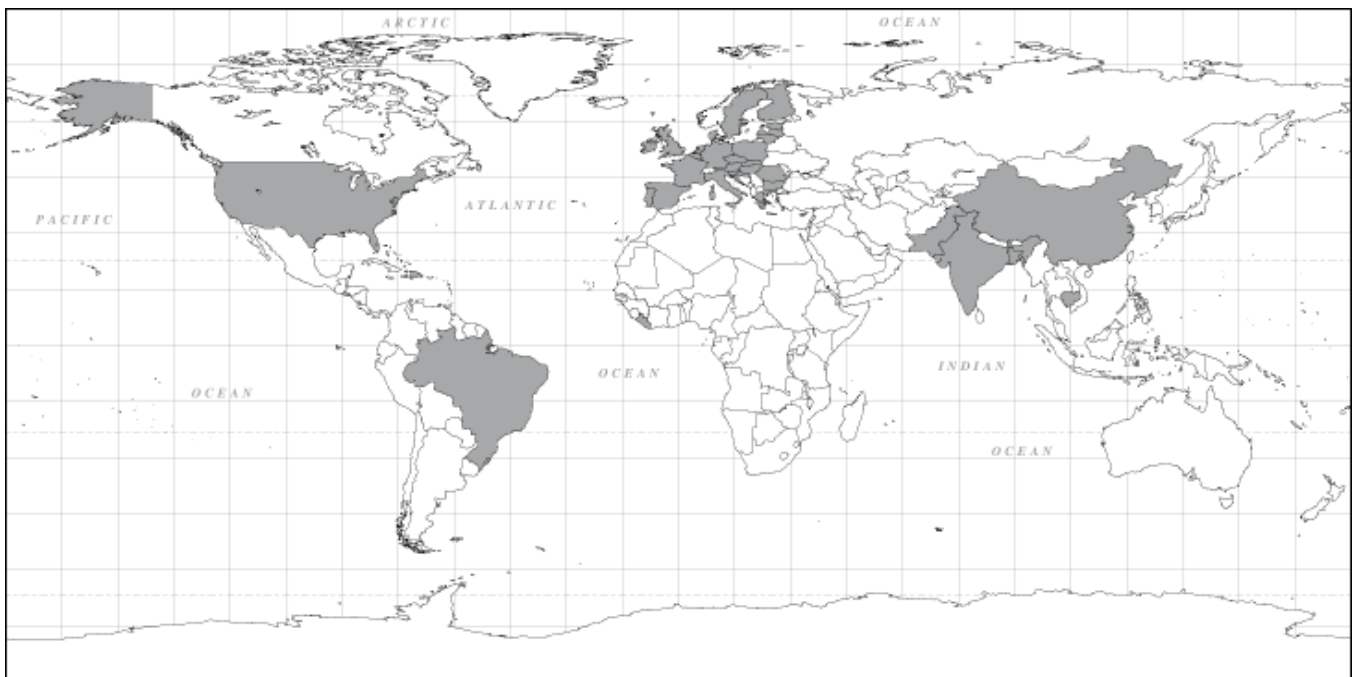 ARCTIC
OCEAN
PACIFIC
ATLANTIC
OCEAN
OCEAN
INDIAN
OCEAN